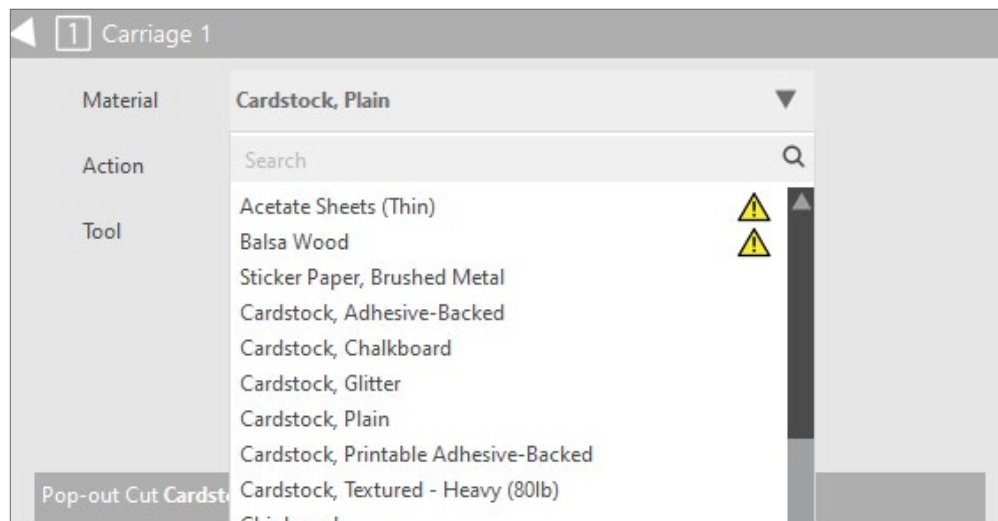 1 Carriage 1
Material Cardstock, Plain
Action Search
Acetate Sheets (Thin)
Tool
Balsa Wood
Sticker Paper, Brushed Metal
Cardstock, Adhesive-Backed
Cardstock, Chalkboard
Cardstock, Glitter
Cardstock, Plain
Cardstock, Printable Adhesive-Backed
Pop-out Cut Cardst
Cardstock, Textured - Heavy (80lb)